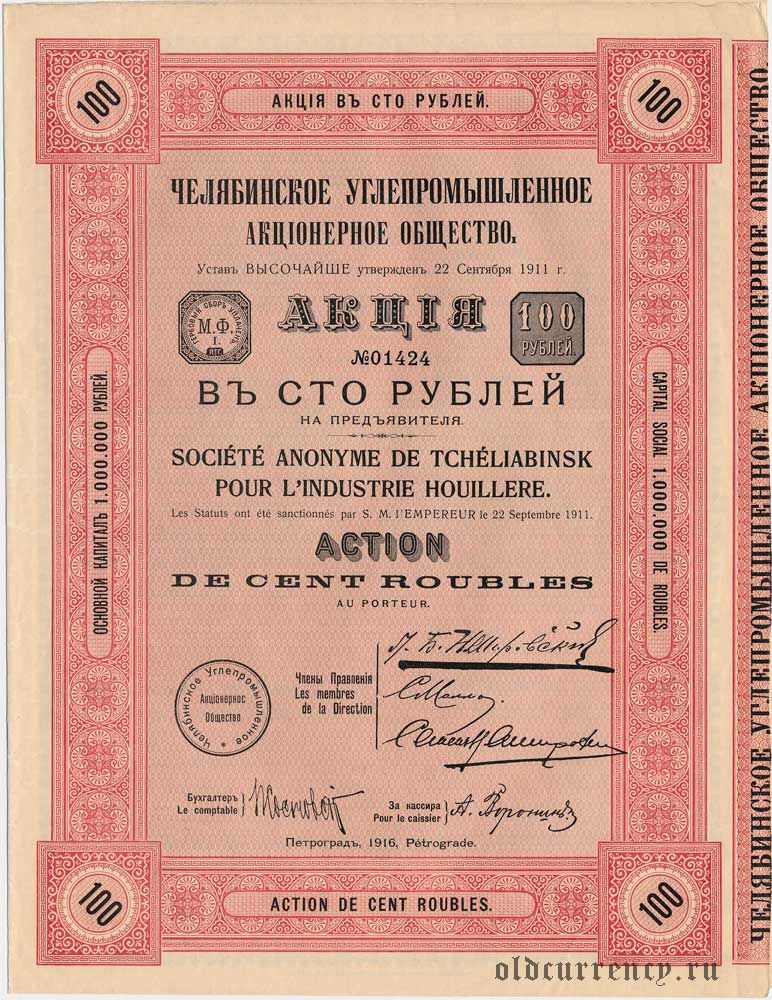 100
АКЦІЯ ВЪ СТО РУБЛЕЙ.
100
ЧЕЛЯБИНСКОЕ УГЛЕПРОМЫШЛЕННОЕ
АКЦІОНЕРНОЕ ОБЩЕСТВО.
Уставъ ВЫСОЧАЙШЕ утвержденъ 22 Сентября 1911 г.
ГЕРБОВЫЙ СБОРЪ УПЛАЧЕНЪ
М.Ф.
I.
ПТГ.
АКЦІЯ
100
РУБЛЕЙ.
№01424
ВЪ СТО РУБЛЕЙ
НА ПРЕДЪЯВИТЕЛЯ.
SOCIÉTÉ ANONYME DE TCHÉLIABINSK
POUR L'INDUSTRIE HOUILLERE.
Les Statuts ont été sanctionnés par S. M. l'EMPEREUR le 22 Septembre 1911.
ACTION
DE CENT ROUBLES
AU PORTEUR.
ОСНОВНОЙ КАПИТАЛЪ 1.000.000 РУБЛЕЙ.
CAPITAL SOCIAL 1.000.000 DE ROUBLES.
Челябинское Углепромышленное
Акціонерное
Общество
Члены Правленія
Les membres
de la Direction
Бухгалтеръ
Le comptable
За кассира
Pour le caissier
А. Воронинъ
Петроградъ, 1916, Pétrograde.
100
ACTION DE CENT ROUBLES.
100
ЧЕЛЯБИНСКОЕ УГЛЕПРОМЫШЛЕННОЕ АКЦІОНЕРНОЕ ОБЩЕСТВО.
oldcurrency.ru